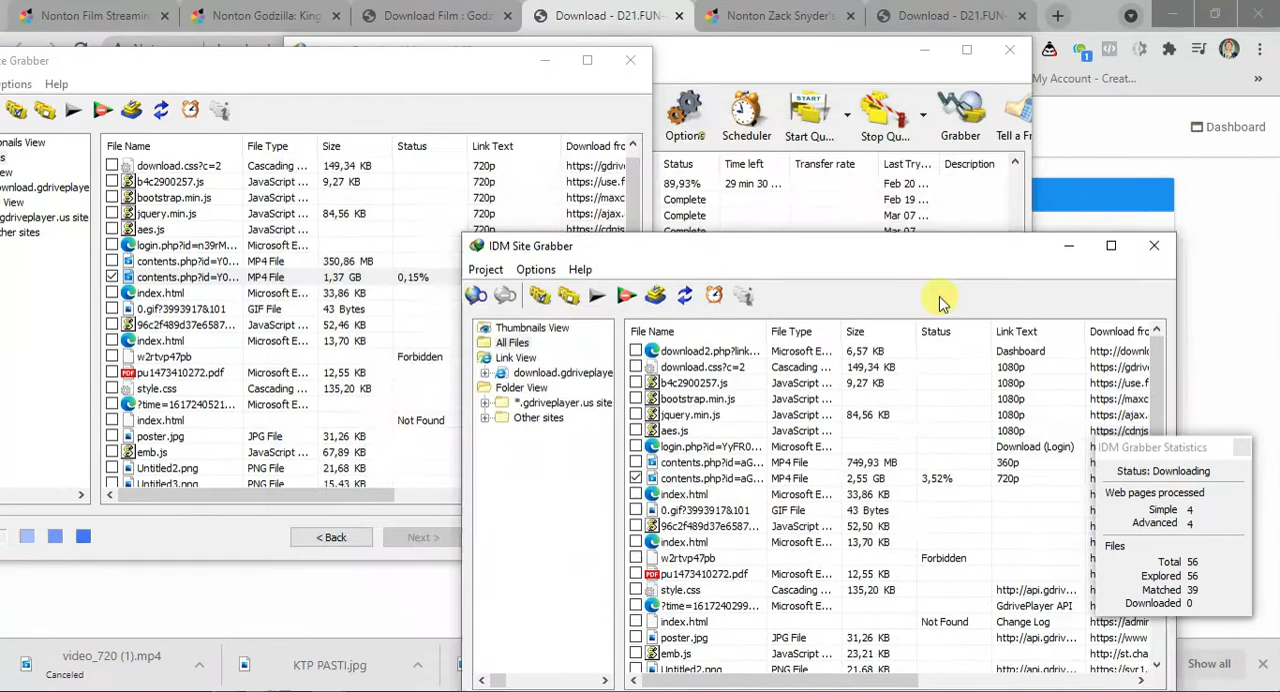 Nonton Film Streamin
Nonton Godzilla: King
Download Film : Godz
Download - D21.FUN-
Nonton Zack Snyder's
Download - D21.FUN-
My Account - Creat...
Dashboard
Site Grabber
Options Help
File Name File Type Size Status Link Text Download fro
download.css?c=2 Cascading ... 149,34 KB 720p https://gdrive
b4c2900257.js JavaScript ... 9,27 KB 720p https://use.f
bootstrap.min.js JavaScript ... 720p https://maxc
jquery.min.js JavaScript ... 84,56 KB 720p https://ajax.
aes.js JavaScript ... 720p https://cdnjs
login.php?id=n39rM... Microsoft E...
contents.php?id=Y0... MP4 File 350,86 MB
contents.php?id=Y0... MP4 File 1,37 GB 0,15%
index.html Microsoft E... 33,86 KB
0.gif?3993917&101 GIF File 43 Bytes
96c2f489d37e6587... JavaScript ... 52,46 KB
index.html Microsoft E... 13,70 KB
w2rtvp47pb Forbidden
pu1473410272.pdf Microsoft E... 12,55 KB
style.css Cascading ... 135,20 KB
?time=1617240521... Microsoft E...
index.html Not Found
poster.jpg JPG File 31,26 KB
emb.js JavaScript ... 67,89 KB
Untitled2.png PNG File 21,68 KB
Untitled3.png PNG File 15,43 KB
< Back
Next >
Options
Scheduler
Start Qu...
Stop Qu...
Grabber
Tell a Fr
Status Time left Transfer rate Last Try... Description
89,93% 29 min 30 ... Feb 20 ...
Complete Feb 19 ...
Complete Mar 07 ...
Complete
IDM Site Grabber
Project Options Help
Thumbnails View
All Files
Link View
download.gdriveplaye
Folder View
*.gdriveplayer.us site
Other sites
File Name File Type Size Status Link Text Download from
download2.php?link... Microsoft E... 6,57 KB Dashboard http://downl
download.css?c=2 Cascading ... 149,34 KB 1080p https://gdriv
b4c2900257.js JavaScript ... 9,27 KB 1080p https://use.f
bootstrap.min.js JavaScript ... 1080p https://maxc
jquery.min.js JavaScript ... 84,56 KB 1080p https://ajax.
aes.js JavaScript ... 1080p https://cdnjs
login.php?id=YyFR0... Microsoft E... Download (Login)
contents.php?id=aG... MP4 File 749,93 MB 360p
contents.php?id=aG... MP4 File 2,55 GB 3,52% 720p
index.html Microsoft E... 33,86 KB
0.gif?3993917&101 GIF File 43 Bytes
96c2f489d37e6587... JavaScript ... 52,50 KB
index.html Microsoft E... 13,70 KB
w2rtvp47pb Forbidden
pu1473410272.pdf Microsoft E... 12,55 KB
style.css Cascading ... 135,20 KB http://api.gdriv...
?time=1617240299... Microsoft E... GdrivePlayer API
index.html Not Found Change Log https://admin
poster.jpg JPG File 31,26 KB http://api.gdriv... https://www
emb.js JavaScript ... 23,21 KB http://st.cha
Untitled2.png PNG File 21,68 KB http://api.gdriv... https://svr1
IDM Grabber Statistics
Status: Downloading
Web pages processed
Simple 4
Advanced 4
Files
Total 56
Explored 56
Matched 39
Downloaded 0
video_720 (1).mp4
Canceled
KTP PASTI.jpg
Show all